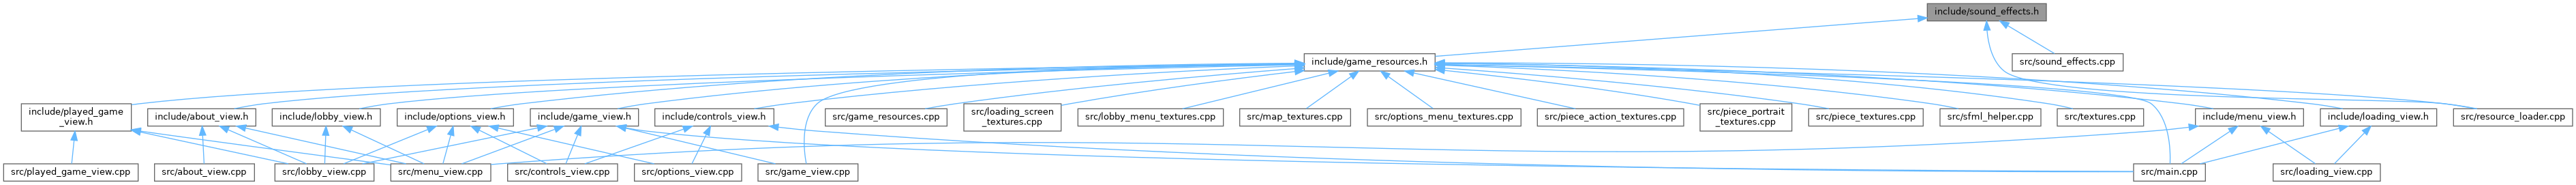 include/sound_effects.h
include/game_resources.h
src/sound_effects.cpp
include/played_game
_view.h
include/about_view.h
include/lobby_view.h
include/options_view.h
include/game_view.h
include/controls_view.h
src/game_resources.cpp
src/loading_screen
_textures.cpp
src/lobby_menu_textures.cpp
src/map_textures.cpp
src/options_menu_textures.cpp
src/piece_action_textures.cpp
src/piece_portrait
_textures.cpp
src/piece_textures.cpp
src/sfml_helper.cpp
src/textures.cpp
include/menu_view.h
include/loading_view.h
src/resource_loader.cpp
src/played_game_view.cpp
src/about_view.cpp
src/lobby_view.cpp
src/menu_view.cpp
src/controls_view.cpp
src/options_view.cpp
src/game_view.cpp
src/main.cpp
src/loading_view.cpp